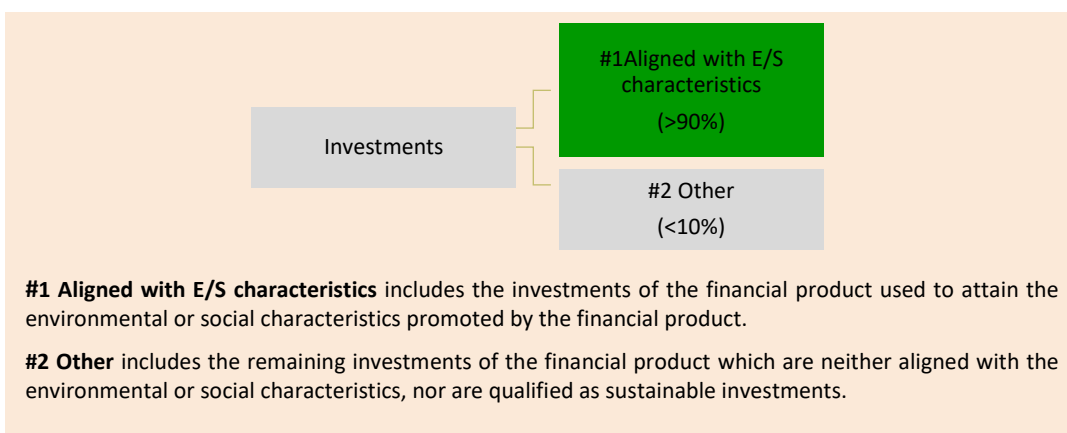 #1Aligned with E/S
characteristics
(>90%)
Investments
#2 Other
(<10%)
#1 Aligned with E/S characteristics includes the investments of the financial product used to attain the
environmental or social characteristics promoted by the financial product.
#2 Other includes the remaining investments of the financial product which are neither aligned with the
environmental or social characteristics, nor are qualified as sustainable investments.